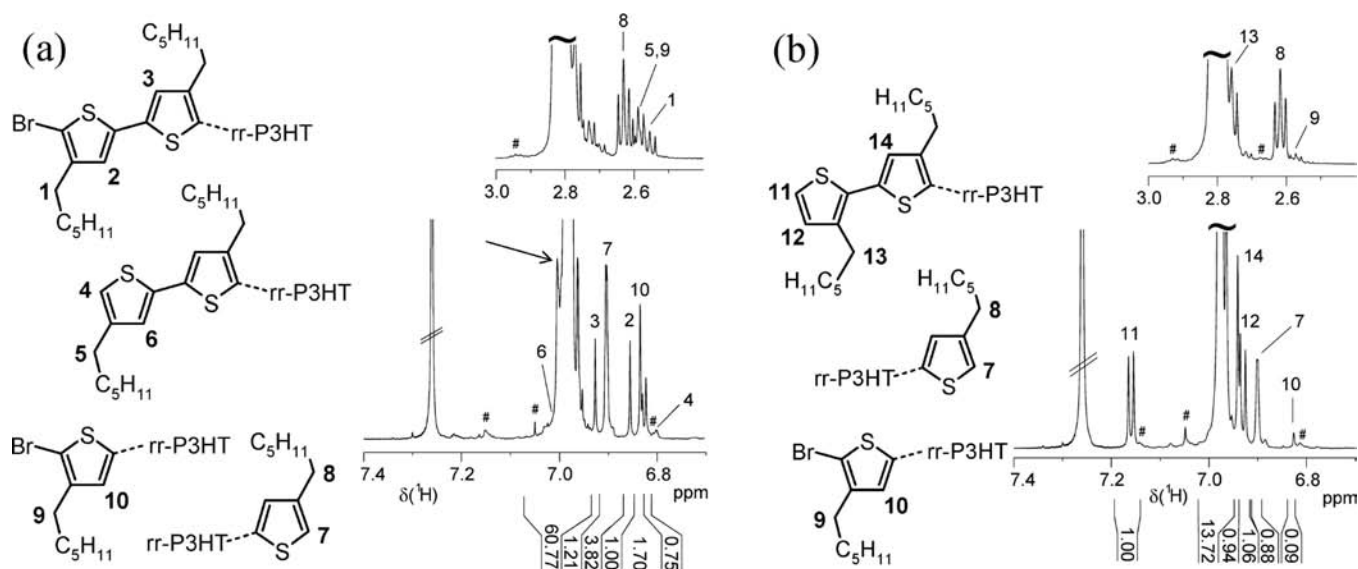 (a)
C5H11
3
Br
S
S
rr-P3HT
1
2
C5H11
C5H11
4
S
S
rr-P3HT
5
6
C5H11
Br
S
rr-P3HT
9
10
C5H11
C5H11
8
rr-P3HT
S
7
8
5,9
1
#
3.0 2.8 2.6
7
10
3
2
6
4
# # #
7.4 7.2 7.0 6.8
δ(1H)
ppm
60.77
1.21
3.82
1.00
1.70
0.75
(b)
H11C5
14
11
S
S
rr-P3HT
12
13
H11C5
H11C5
8
rr-P3HT
S
7
Br
S
rr-P3HT
9
10
C5H11
13
8
9
# #
3.0 2.8 2.6
14
11
12
7
10
# # #
7.4 7.2 7.0 6.8
δ(1H)
ppm
1.00
13.72
0.94
1.06
0.88
0.09